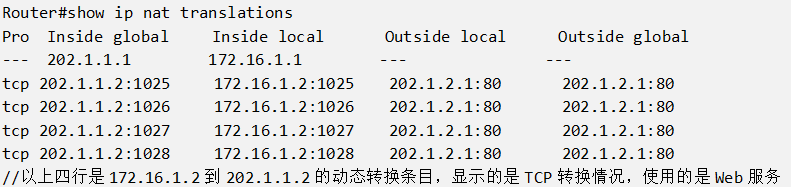 Router#show ip nat translations
Pro  Inside global     Inside local      Outside local     Outside global
---  202.1.1.1         172.16.1.1        ---               ---
tcp 202.1.1.2:1025    172.16.1.2:1025   202.1.2.1:80      202.1.2.1:80
tcp 202.1.1.2:1026    172.16.1.2:1026   202.1.2.1:80      202.1.2.1:80
tcp 202.1.1.2:1027    172.16.1.2:1027   202.1.2.1:80      202.1.2.1:80
tcp 202.1.1.2:1028    172.16.1.2:1028   202.1.2.1:80      202.1.2.1:80
//以上四行是 172.16.1.2 到 202.1.1.2 的动态转换条目，显示的是 TCP 转换情况，使用的是 Web 服务